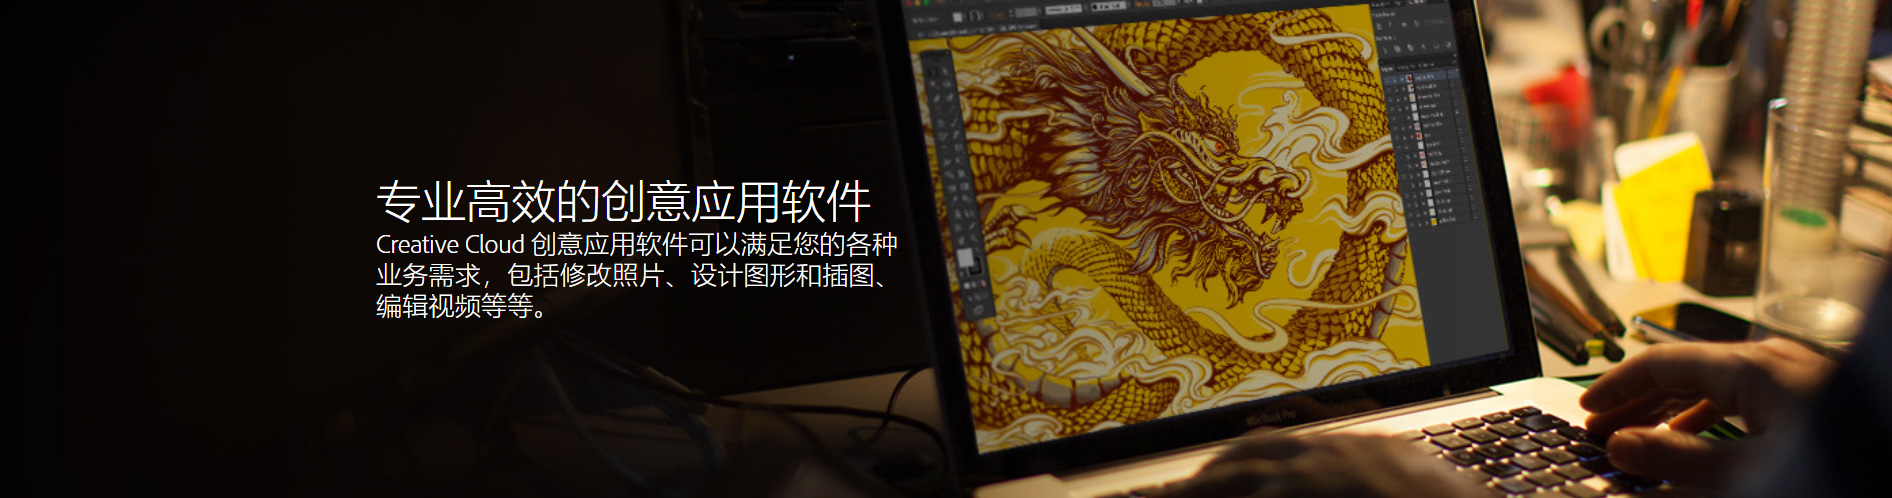 专业高效的创意应用软件
Creative Cloud 创意应用软件可以满足您的各种
业务需求，包括修改照片、设计图形和插图、
编辑视频等等。
MacBook Pro